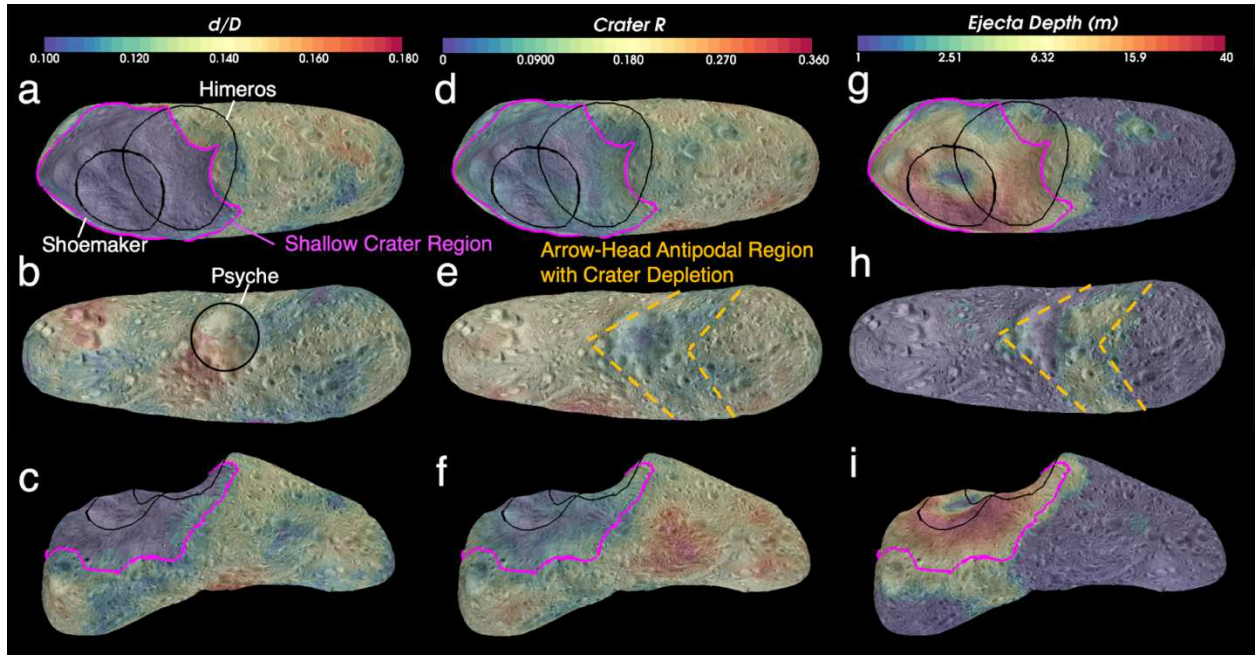 d/D
0.100 0.120 0.140 0.160 0.180
Crater R
0 0.0900 0.180 0.270 0.360
Ejecta Depth (m)
1 2.51 6.32 15.9 40
a
Himeros
Shoemaker
Shallow Crater Region
d
g
b
Psyche
Arrow-Head Antipodal Region
with Crater Depletion
e
h
c
f
i